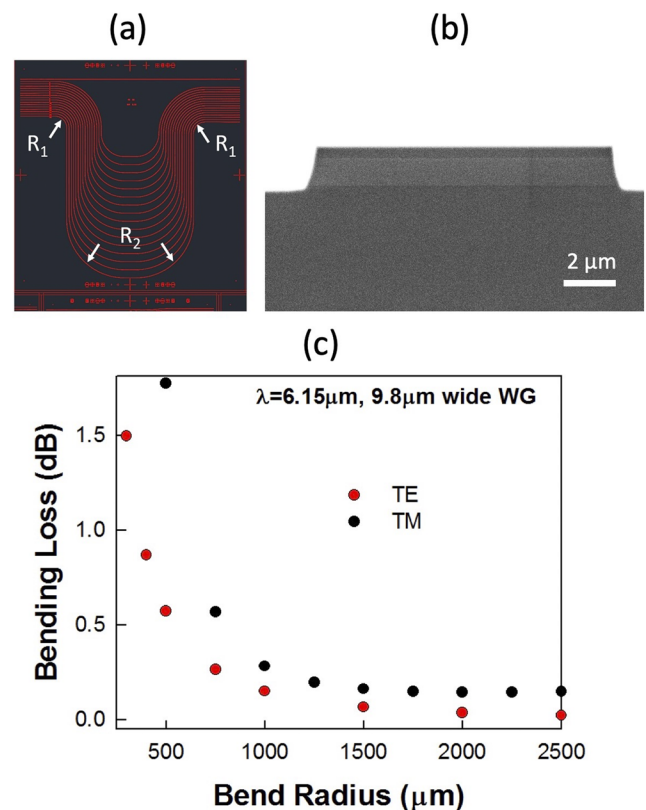 (a)
(b)
R1
R1
R2
2 μm
(c)
λ=6.15μm, 9.8μm wide WG
TE
TM
Bending Loss (dB)
1.5
1.0
0.5
0.0
500
1000
1500
2000
2500
Bend Radius (μm)